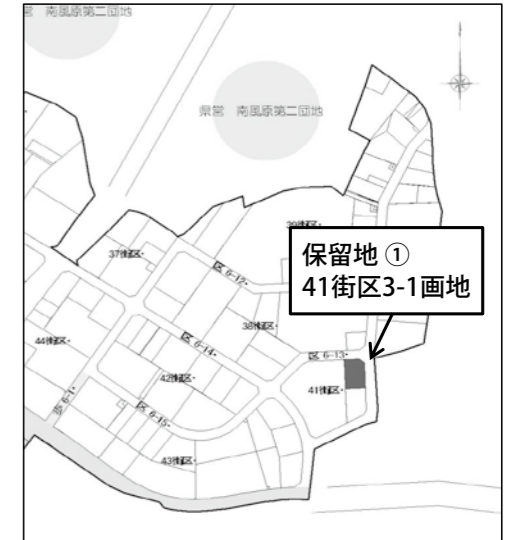 南風原第二団地
県営 南風原第二団地
39街区
保留地 ①
41街区3-1画地
37街区
区 6-12
38街区
44街区
区 6-14
区 6-13
42街区
41街区
歩 6-1
区 6-15
43街区